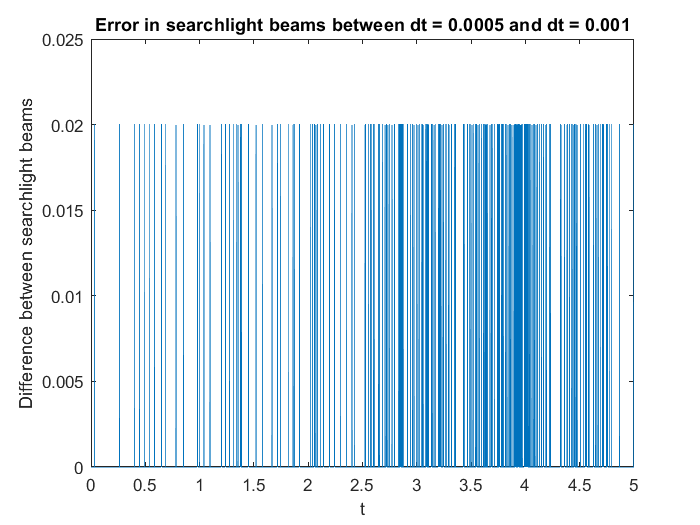 Error in searchlight beams between dt = 0.0005 and dt = 0.001
0.025
0.02
0.015
0.01
0.005
0
Difference between searchlight beams
0 0.5 1 1.5 2 2.5 3 3.5 4 4.5 5
t